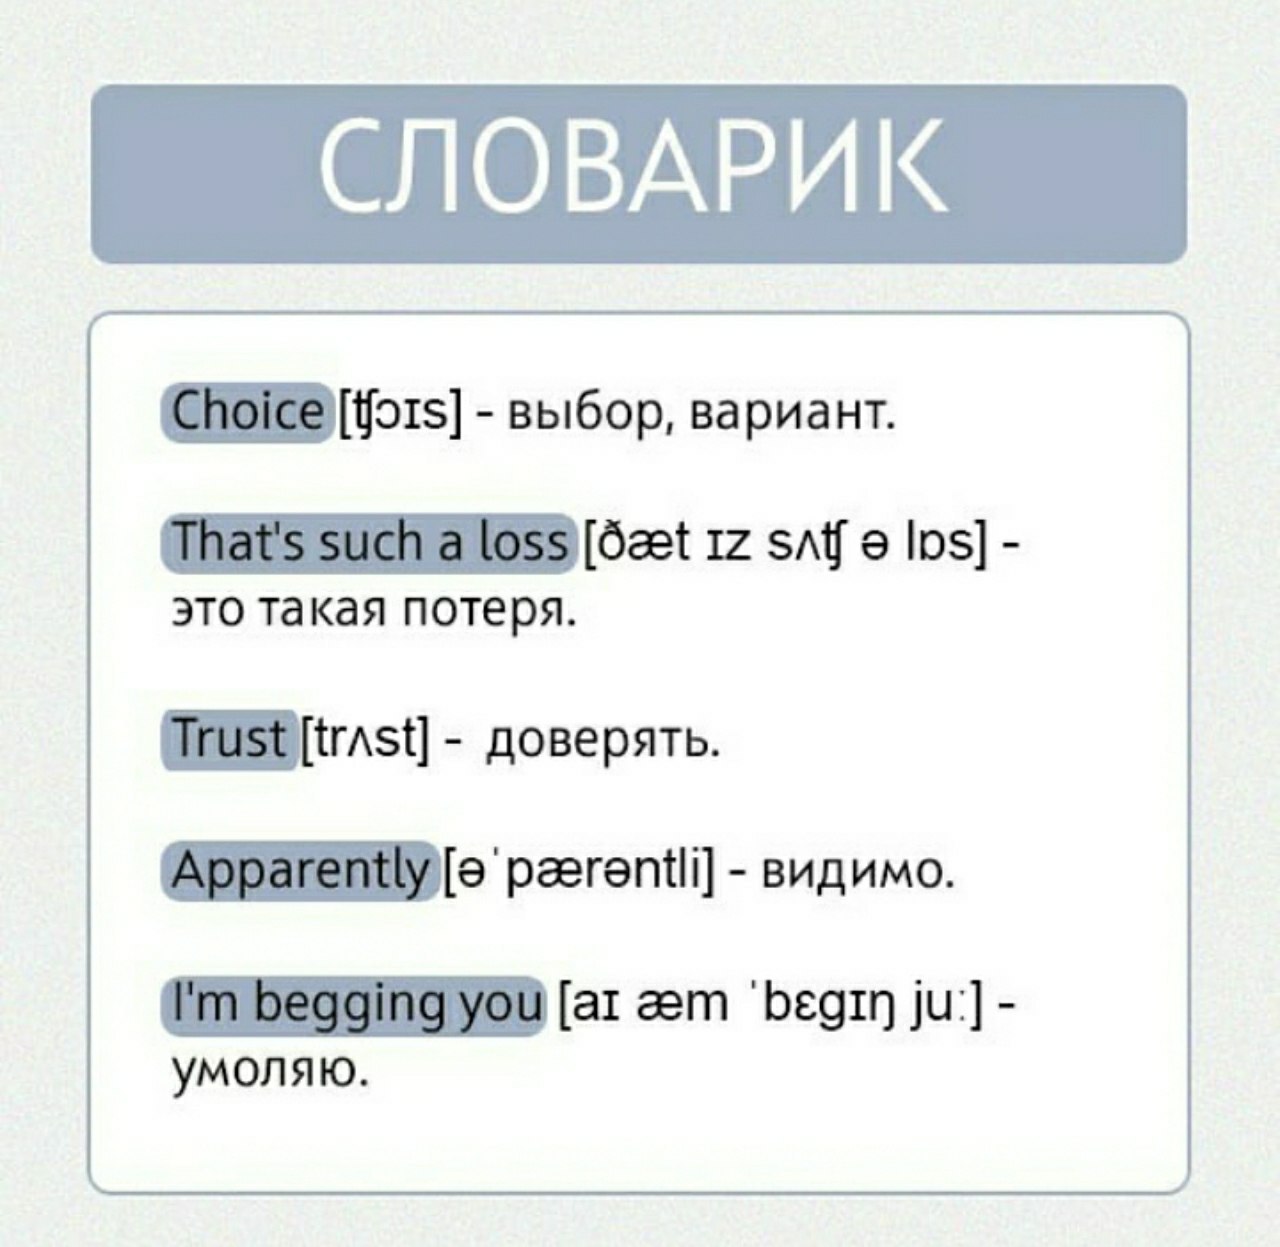 СЛОВАРИК
Choice [ʧɔɪs] - выбор, вариант.
That's such a loss [ðæt ɪz sʌʧ ə lɒs] -
это такая потеря.
Trust [trʌst] - доверять.
Apparently [əˈpærəntli] - видимо.
I'm begging you [aɪ æm ˈbɛgɪŋ juː] -
умоляю.